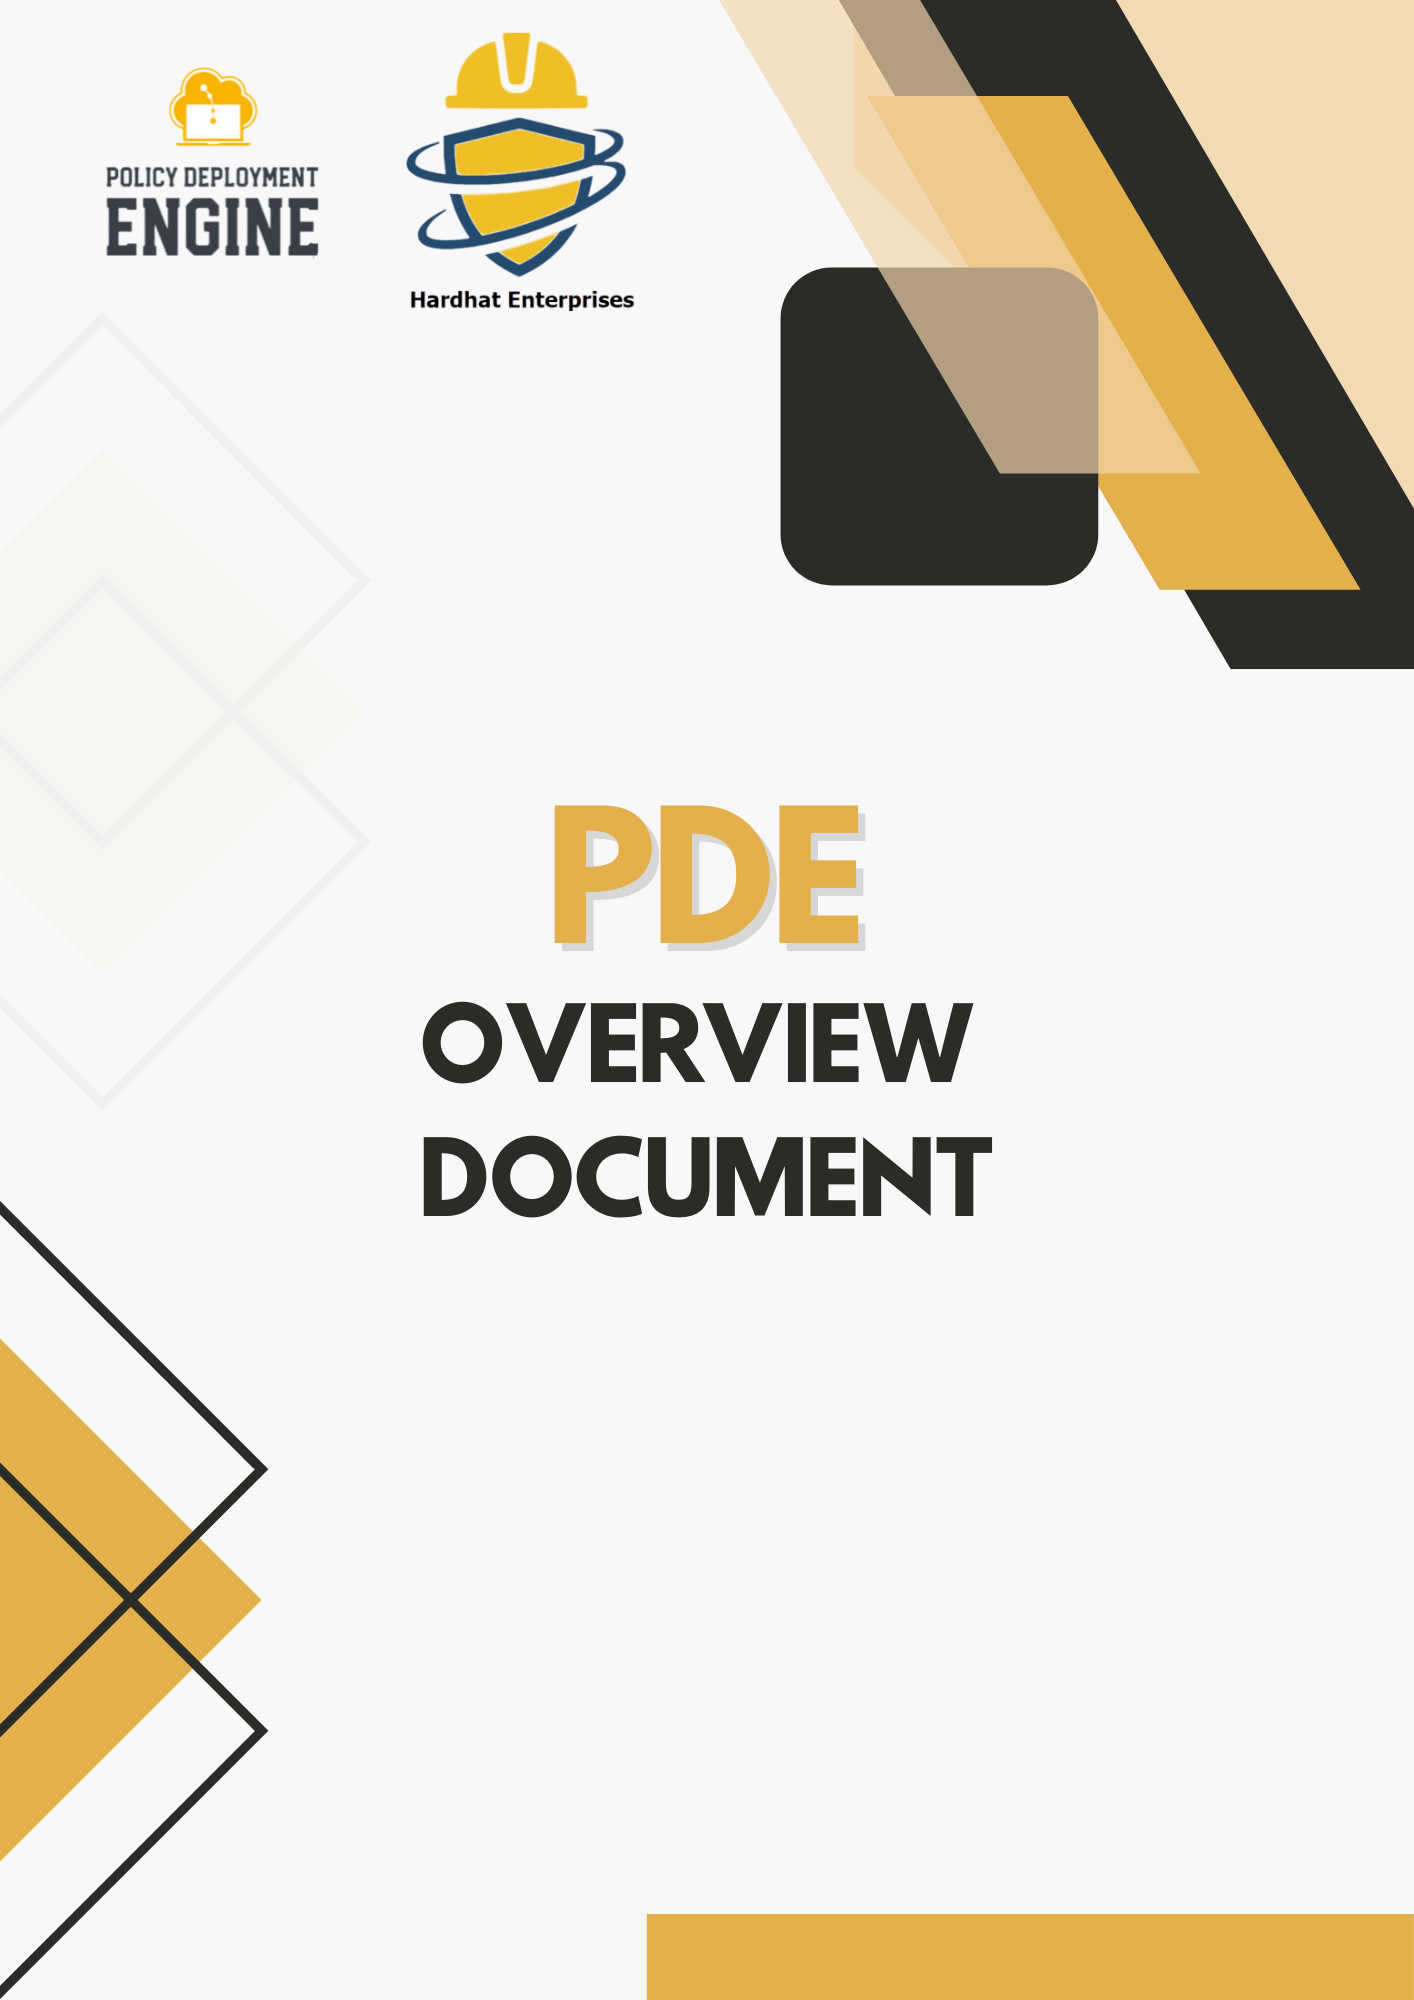 POLICY DEPLOYMENT
ENGINE
Hardhat Enterprises
PDE
OVERVIEW
DOCUMENT